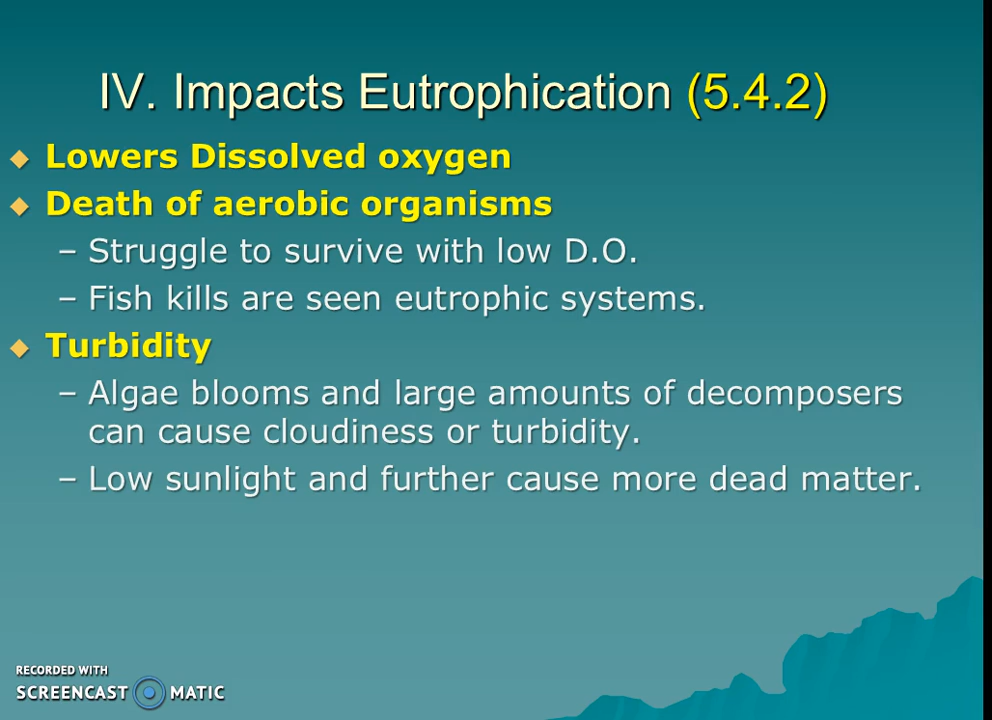 IV. Impacts Eutrophication (5.4.2)
Lowers Dissolved oxygen
Death of aerobic organisms
– Struggle to survive with low D.O.
– Fish kills are seen eutrophic systems.
Turbidity
– Algae blooms and large amounts of decomposers
can cause cloudiness or turbidity.
– Low sunlight and further cause more dead matter.
RECORDED WITH
SCREENCAST MATIC